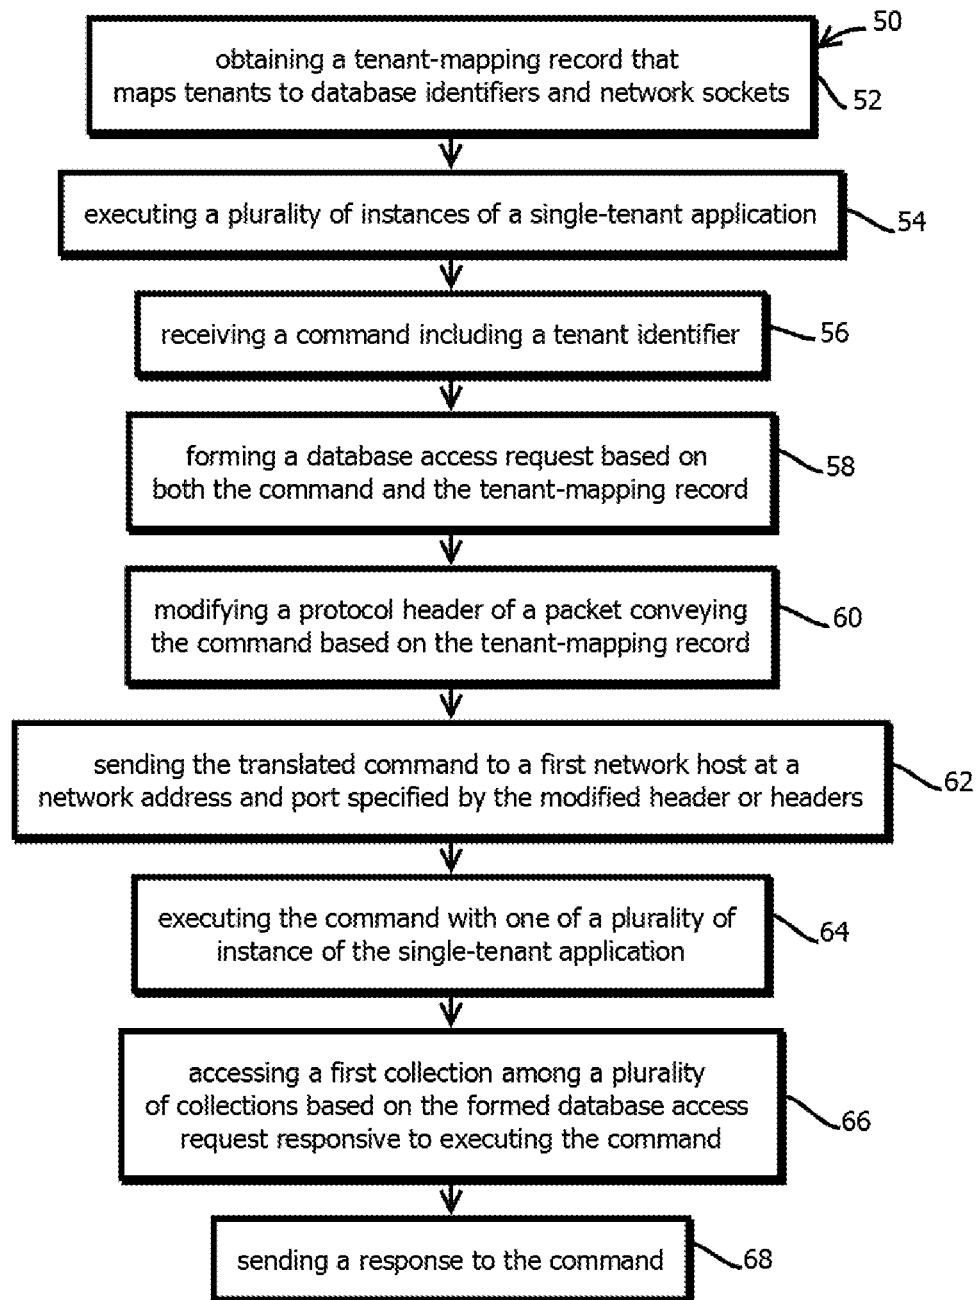 50
obtaining a tenant-mapping record that
maps tenants to database identifiers and network sockets
52
executing a plurality of instances of a single-tenant application
54
receiving a command including a tenant identifier
56
forming a database access request based on
both the command and the tenant-mapping record
58
modifying a protocol header of a packet conveying
the command based on the tenant-mapping record
60
sending the translated command to a first network host at a
network address and port specified by the modified header or headers
62
executing the command with one of a plurality of
instance of the single-tenant application
64
accessing a first collection among a plurality
of collections based on the formed database access
request responsive to executing the command
66
sending a response to the command
68